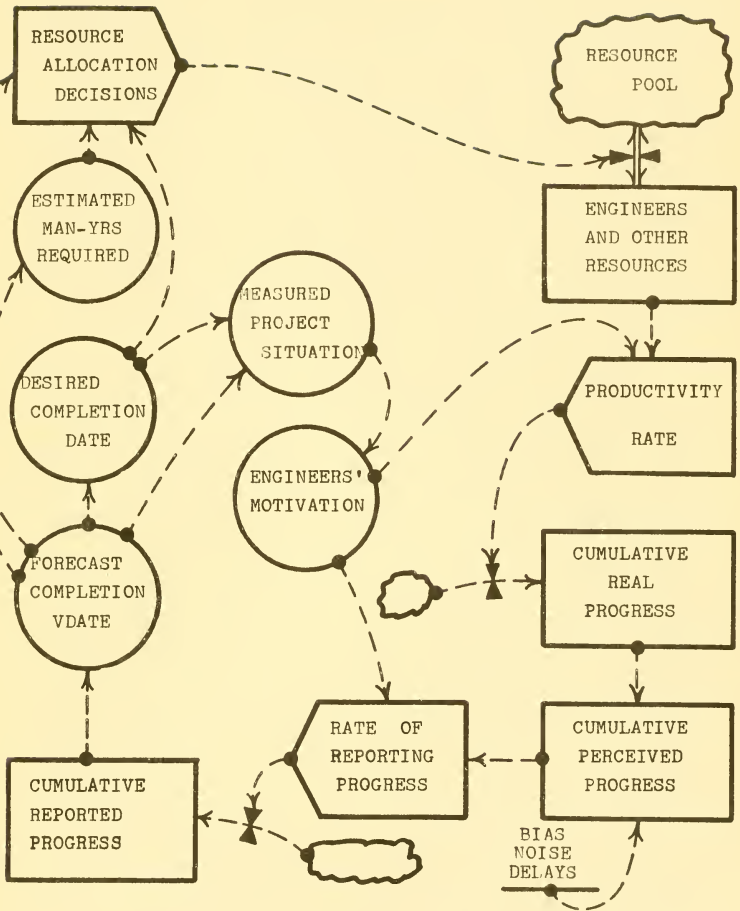 RESOURCE
ALLOCATION
DECISIONS
RESOURCE
POOL
ESTIMATED
MAN-YRS
REQUIRED
ENGINEERS
AND OTHER
RESOURCES
MEASURED
PROJECT
SITUATION
DESIRED
COMPLETION
DATE
PRODUCTIVITY
RATE
ENGINEERS'
MOTIVATION
FORECAST
COMPLETION
VDATE
CUMULATIVE
REAL
PROGRESS
RATE OF
REPORTING
PROGRESS
CUMULATIVE
PERCEIVED
PROGRESS
CUMULATIVE
REPORTED
PROGRESS
BIAS
NOISE
DELAYS